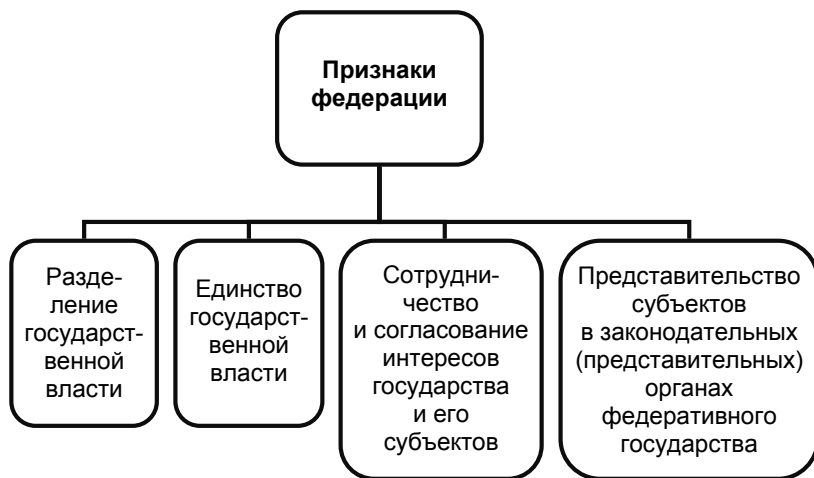 Признаки
федерации
Разде-
ление
государст-
венной
власти
Единство
государст-
венной
власти
Сотрудни-
чество
и согласование
интересов
государства
и его
субъектов
Представительство
субъектов
в законодательных
(представительных)
органах
федеративного
государства